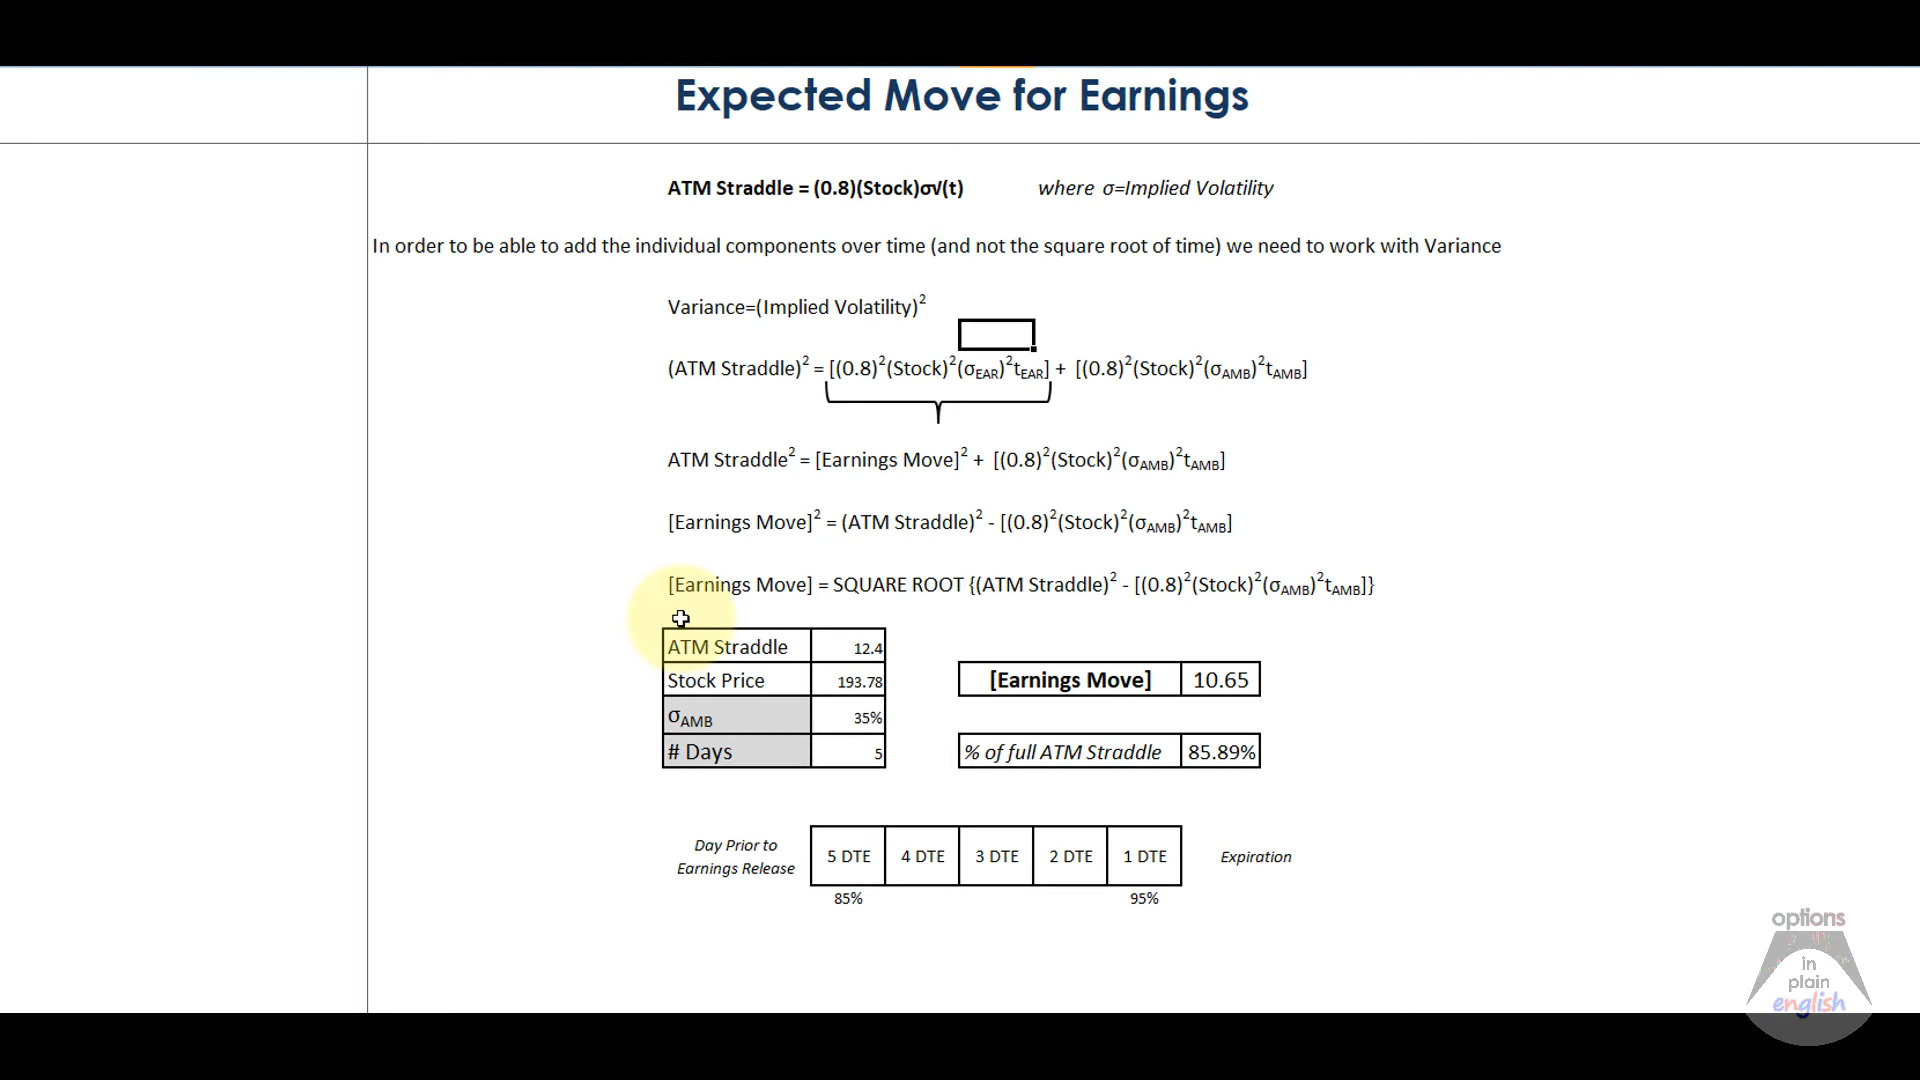 Expected Move for Earnings
ATM Straddle = (0.8)(Stock)σ√(t) where σ=Implied Volatility
In order to be able to add the individual components over time (and not the square root of time) we need to work with Variance
Variance=(Implied Volatility)²
(ATM Straddle)² = [(0.8)²(Stock)²(σEAR)²tEAR] + [(0.8)²(Stock)²(σAMB)²tAMB]
ATM Straddle² = [Earnings Move]² + [(0.8)²(Stock)²(σAMB)²tAMB]
[Earnings Move]² = (ATM Straddle)² - [(0.8)²(Stock)²(σAMB)²tAMB]
[Earnings Move] = SQUARE ROOT {(ATM Straddle)² - [(0.8)²(Stock)²(σAMB)²tAMB]}
ATM Straddle 12.4
Stock Price 193.78
σAMB 35%
# Days 5
[Earnings Move] 10.65
% of full ATM Straddle 85.89%
Day Prior to
Earnings Release
5 DTE 4 DTE 3 DTE 2 DTE 1 DTE
Expiration
85% 95%
options
in
plain
english